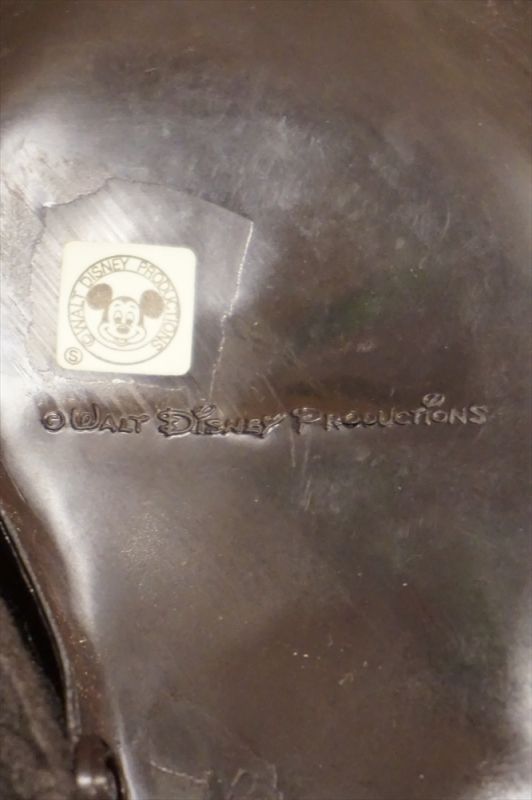 ©WALT DISNEY PRODUCTIONS
Ⓢ
© WALT DISNEY PRODUCTIONS